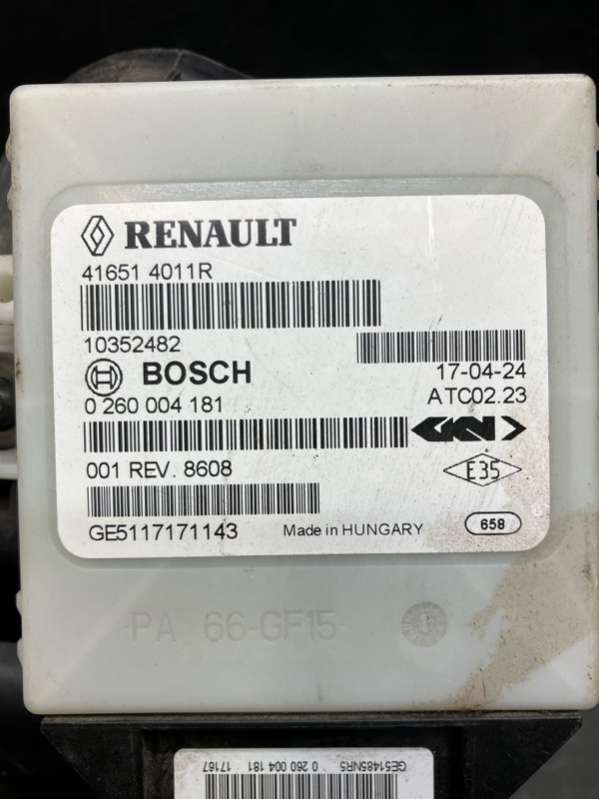 RENAULT
41651 4011R
10352482
BOSCH
17-04-24
0 260 004 181
ATC02.23
GKN
001 REV. 8608
E35
GE5117171143
Made in HUNGARY
658
PA 66-GF15
GE51485NR5 0 260 004 181 17167